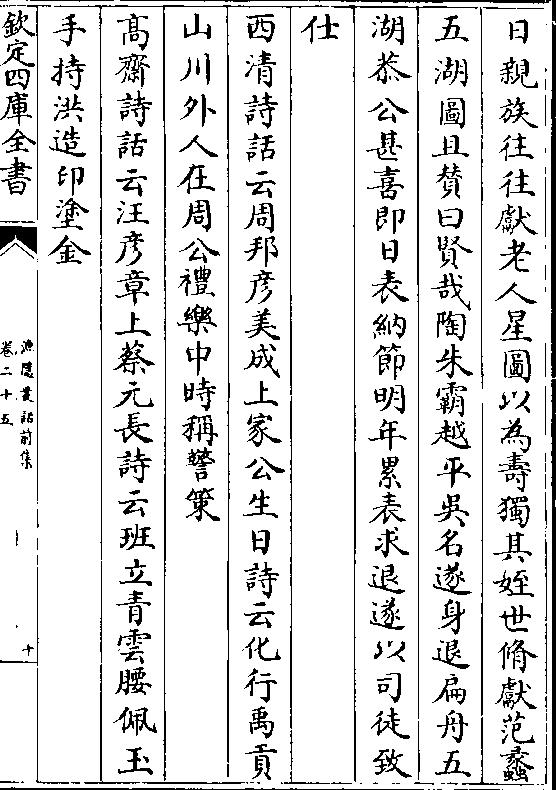 日親族往往獻老人星圖以為壽獨其姪世脩獻范蠡
五湖圖且賛曰賢哉陶朱霸越平吳名遂身退扁舟五
湖恭公甚喜即日表納節明年累表求退遂以司徒致
仕
西清詩話云周邦彥美成上家公生日詩云化行禹貢
山川外人在周公禮樂中時稱警策
髙齋詩話云汪彥章上蔡元長詩云班立青雲腰佩玉
手持洪造印塗金
欽定四庫全書
漁隱叢話前集
卷二十五
十